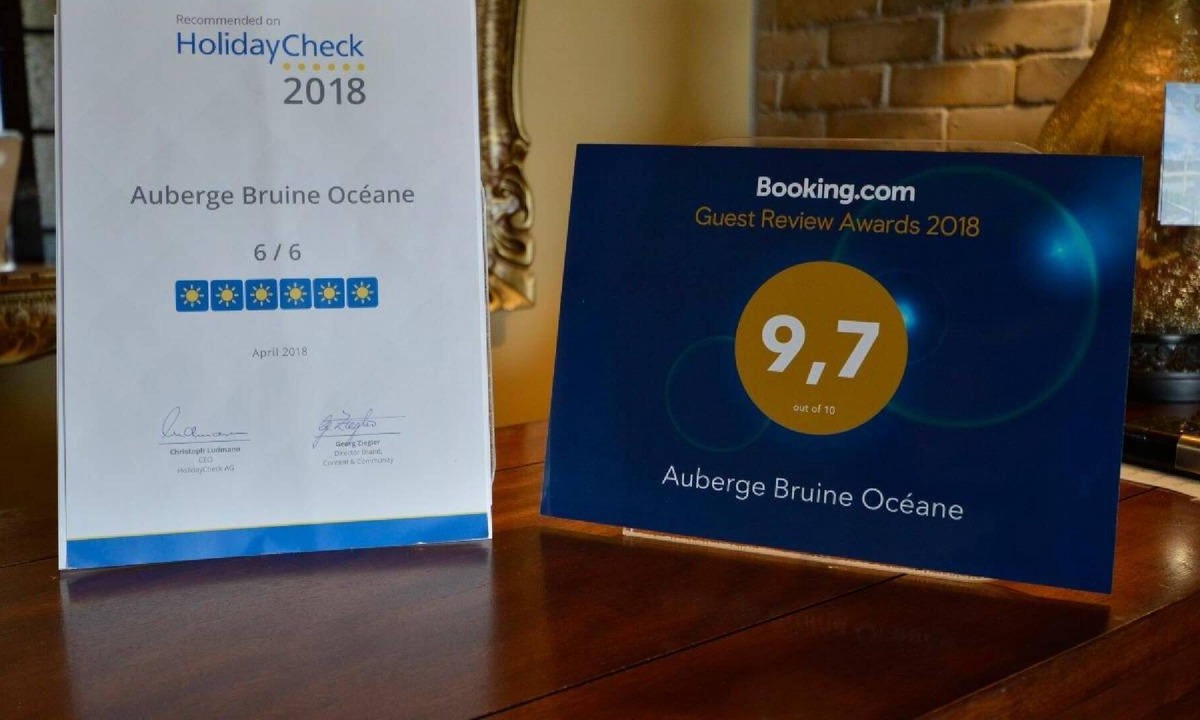 Recommended on
HolidayCheck
2018
Auberge Bruine Océane
6 / 6
April 2018
Christoph Ludmann
CEO
HolidayCheck AG
Georg Ziegler
Director Brand,
Content & Community
Booking.com
Guest Review Awards 2018
9,7
out of 10
Auberge Bruine Océane